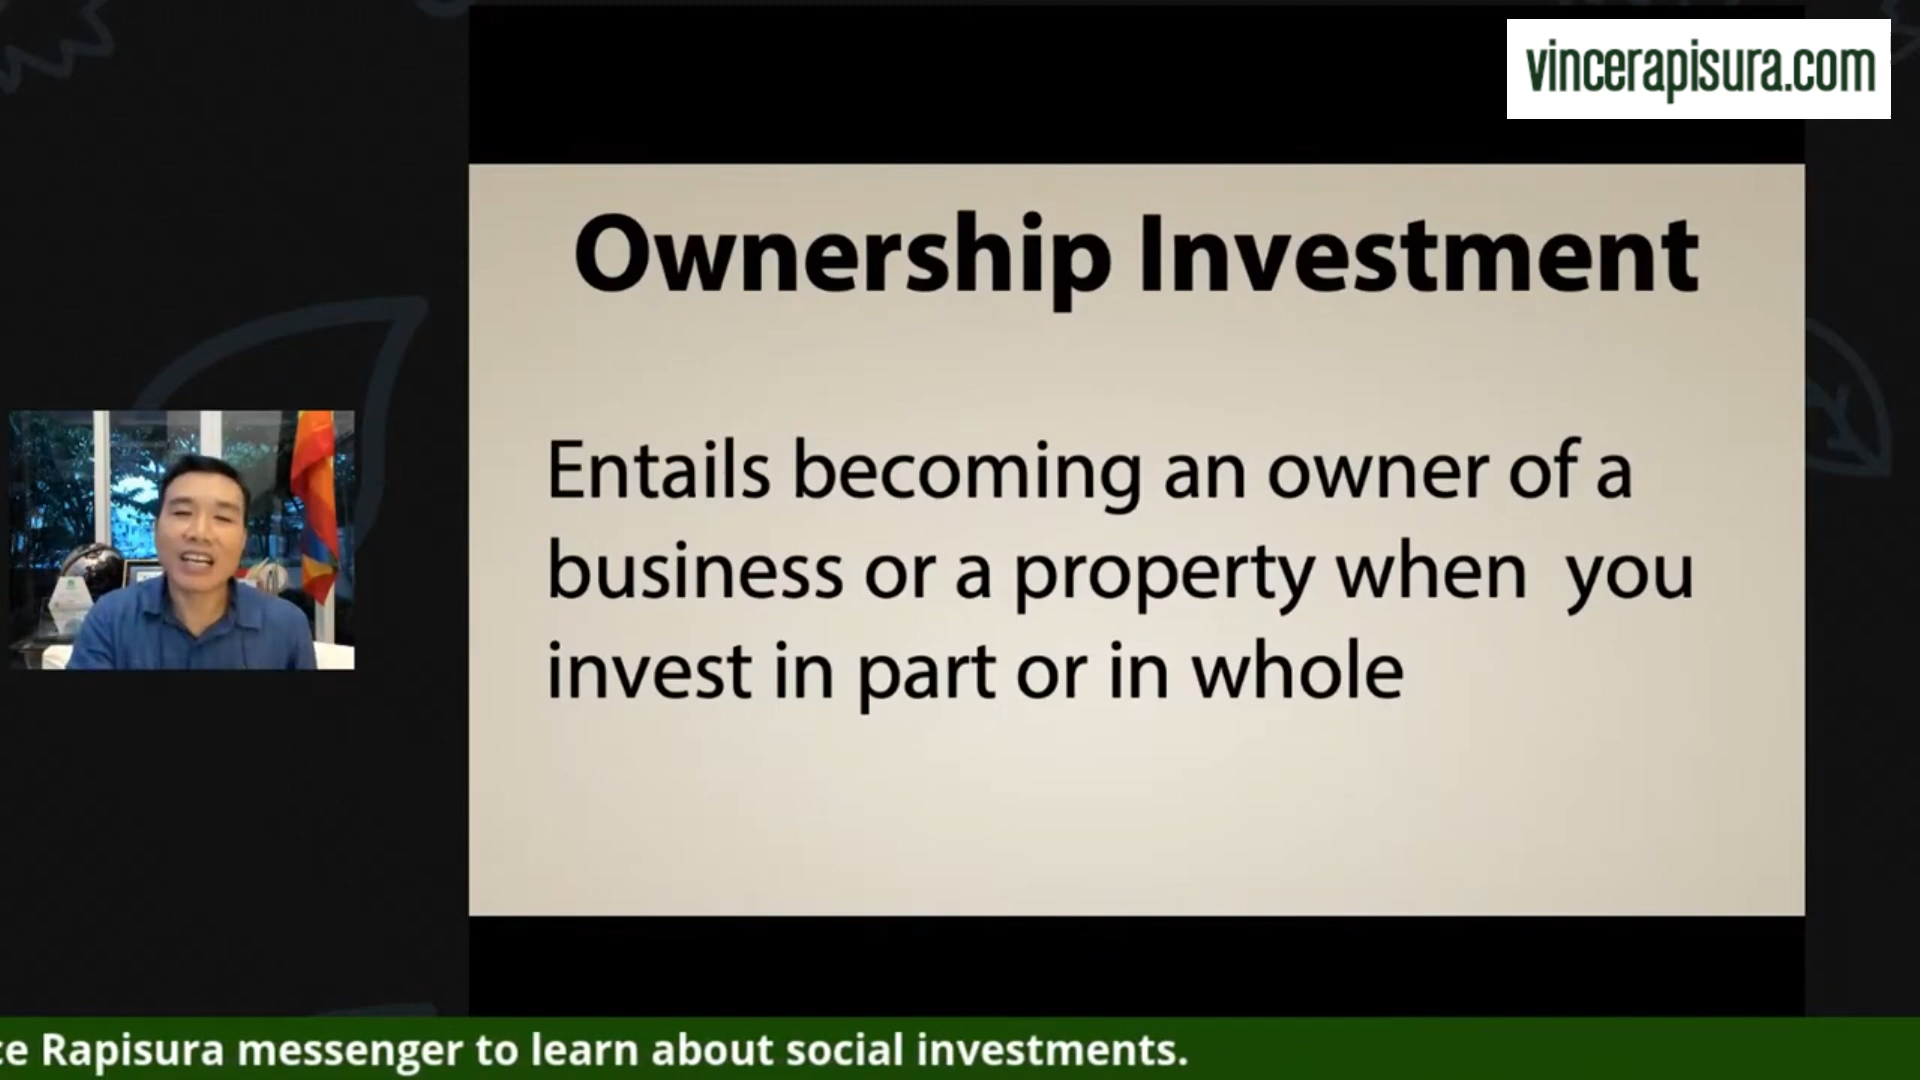 vincerapisura.com
Ownership Investment
Entails becoming an owner of a
business or a property when  you
invest in part or in whole
ce Rapisura messenger to learn about social investments.